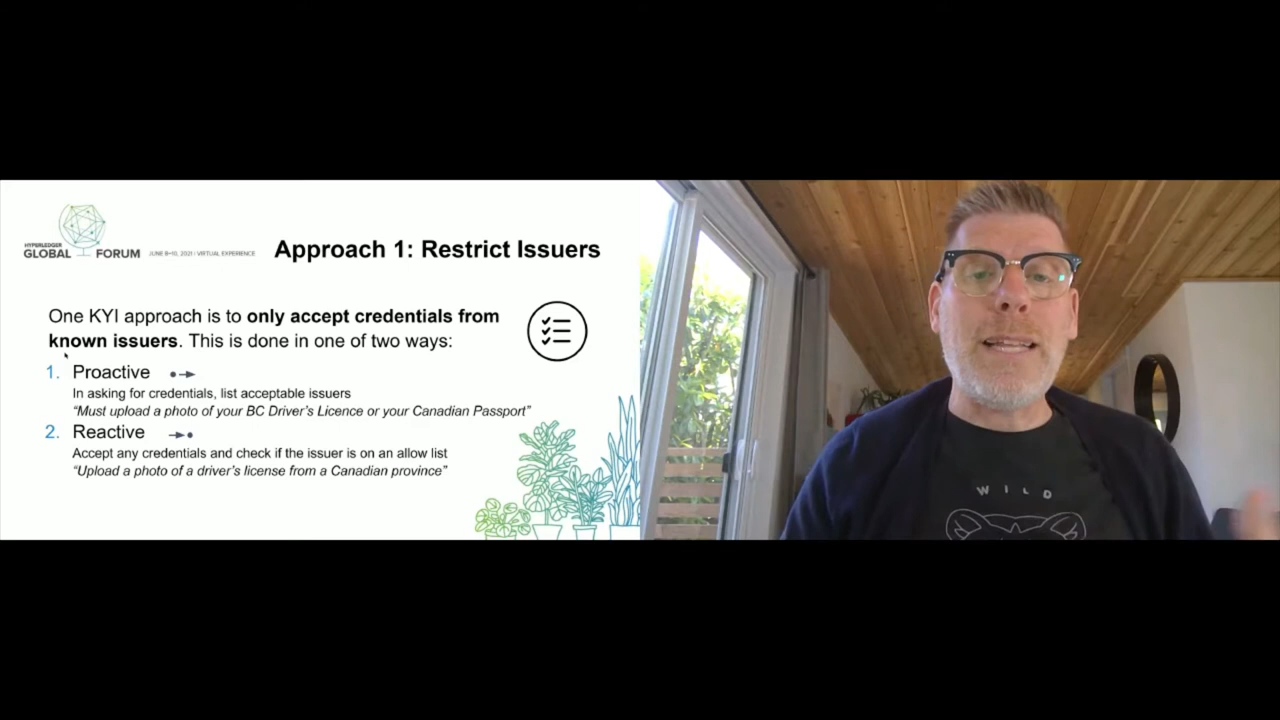 HYPERLEDGER
GLOBAL FORUM JUNE 8–10, 2021 | VIRTUAL EXPERIENCE
Approach 1: Restrict Issuers
One KYI approach is to only accept credentials from
known issuers. This is done in one of two ways:
1. Proactive
In asking for credentials, list acceptable issuers
“Must upload a photo of your BC Driver’s Licence or your Canadian Passport”
2. Reactive
Accept any credentials and check if the issuer is on an allow list
“Upload a photo of a driver’s license from a Canadian province”
WILD